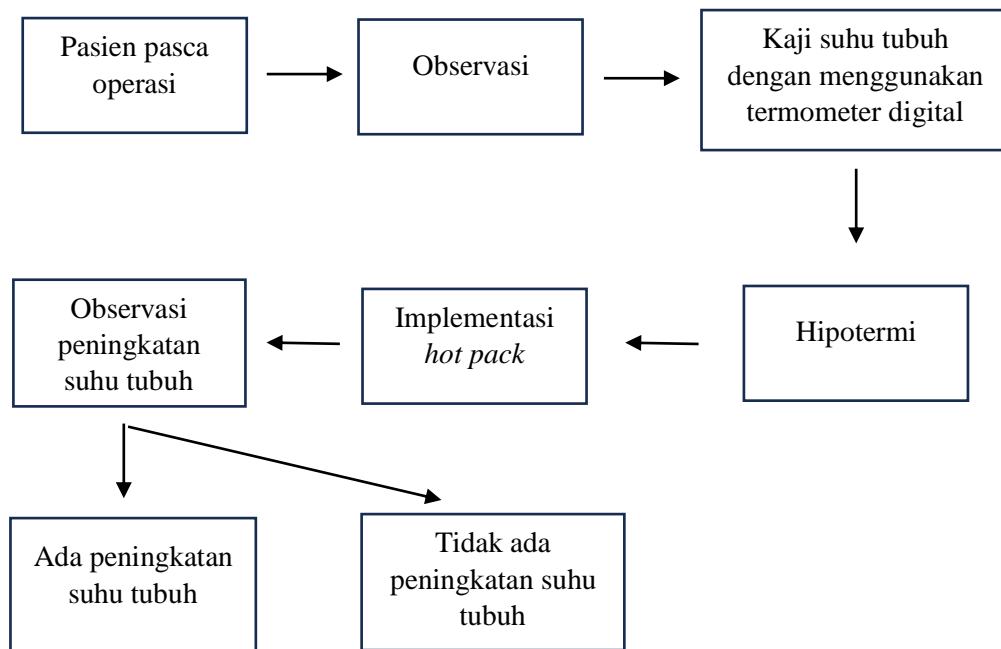 Pasien pasca
operasi
Observasi
Kaji suhu tubuh
dengan menggunakan
termometer digital
Hipotermi
Implementasi
hot pack
Observasi
peningkatan
suhu tubuh
Ada peningkatan
suhu tubuh
Tidak ada
peningkatan suhu
tubuh